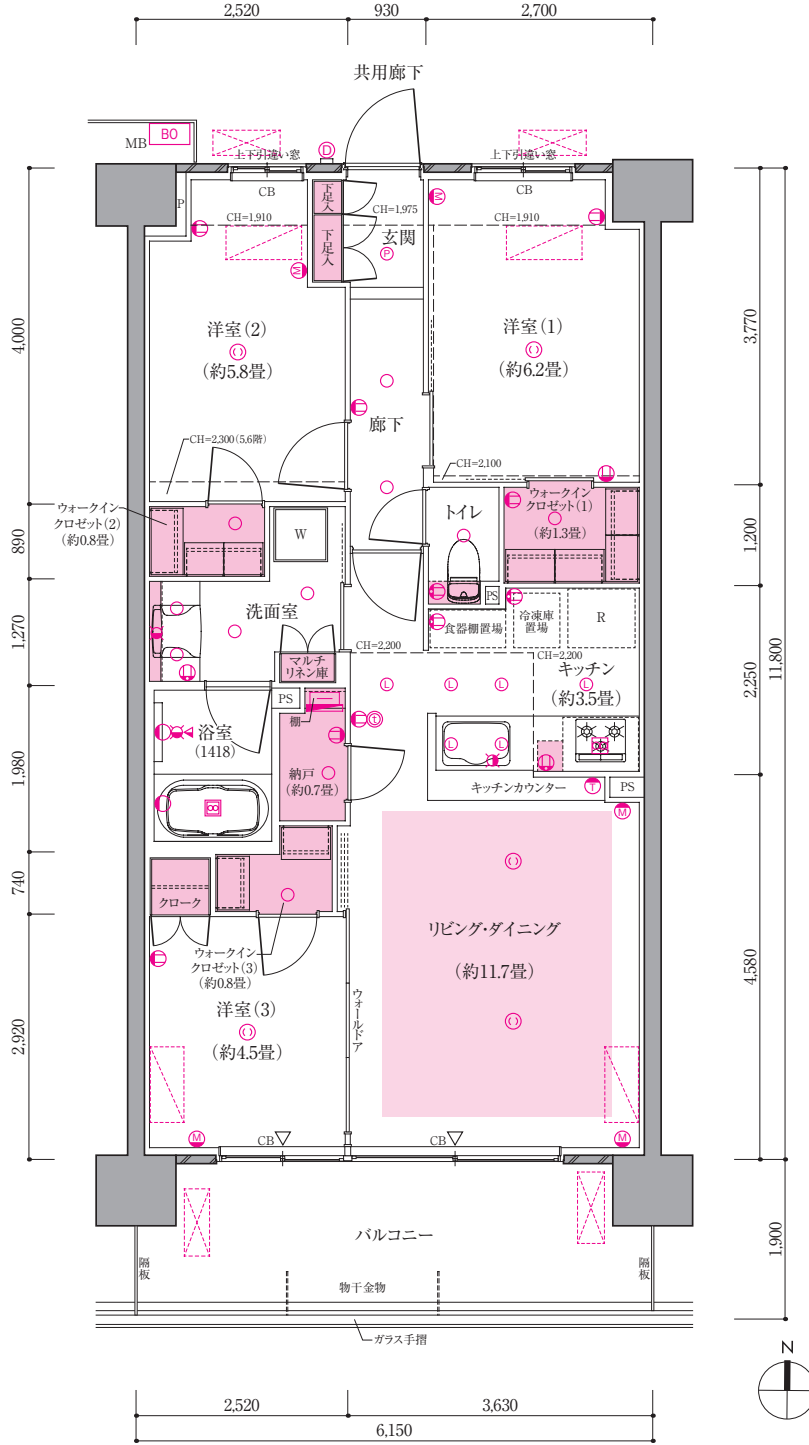 2,520
930
2,700
共用廊下
MB
BO
D
上下引違い窓
上下引違い窓
P
CB
CB
下足入
下足入
CH=1,910
CH=1,975
CH=1,910
玄関
P
M
M
4,000
3,770
洋室(2)
(約5.8畳)
洋室(1)
(約6.2畳)
廊下
CH=2,300(5,6階)
CH=2,100
ウォークイン
クロゼット(2)
(約0.8畳)
W
トイレ
ウォークイン
クロゼット(1)
(約1.3畳)
890
1,200
洗面室
PS
食器棚置場
冷凍庫
置場
R
1,270
11,800
マルチ
リネン庫
CH=2,200
CH=2,200
キッチン
(約3.5畳)
2,250
PS
棚
t
L
L
L
L
L
L
浴室
(1418)
納戸
(約0.7畳)
1,980
キッチンカウンター
T
PS
M
740
クローク
リビング・ダイニング
(約11.7畳)
ウォークイン
クロゼット(3)
(約0.8畳)
4,580
洋室(3)
(約4.5畳)
ウォールドア
2,920
M
M
CB
CB
バルコニー
1,900
隔板
隔板
物干金物
ガラス手摺
N
2,520
3,630
6,150